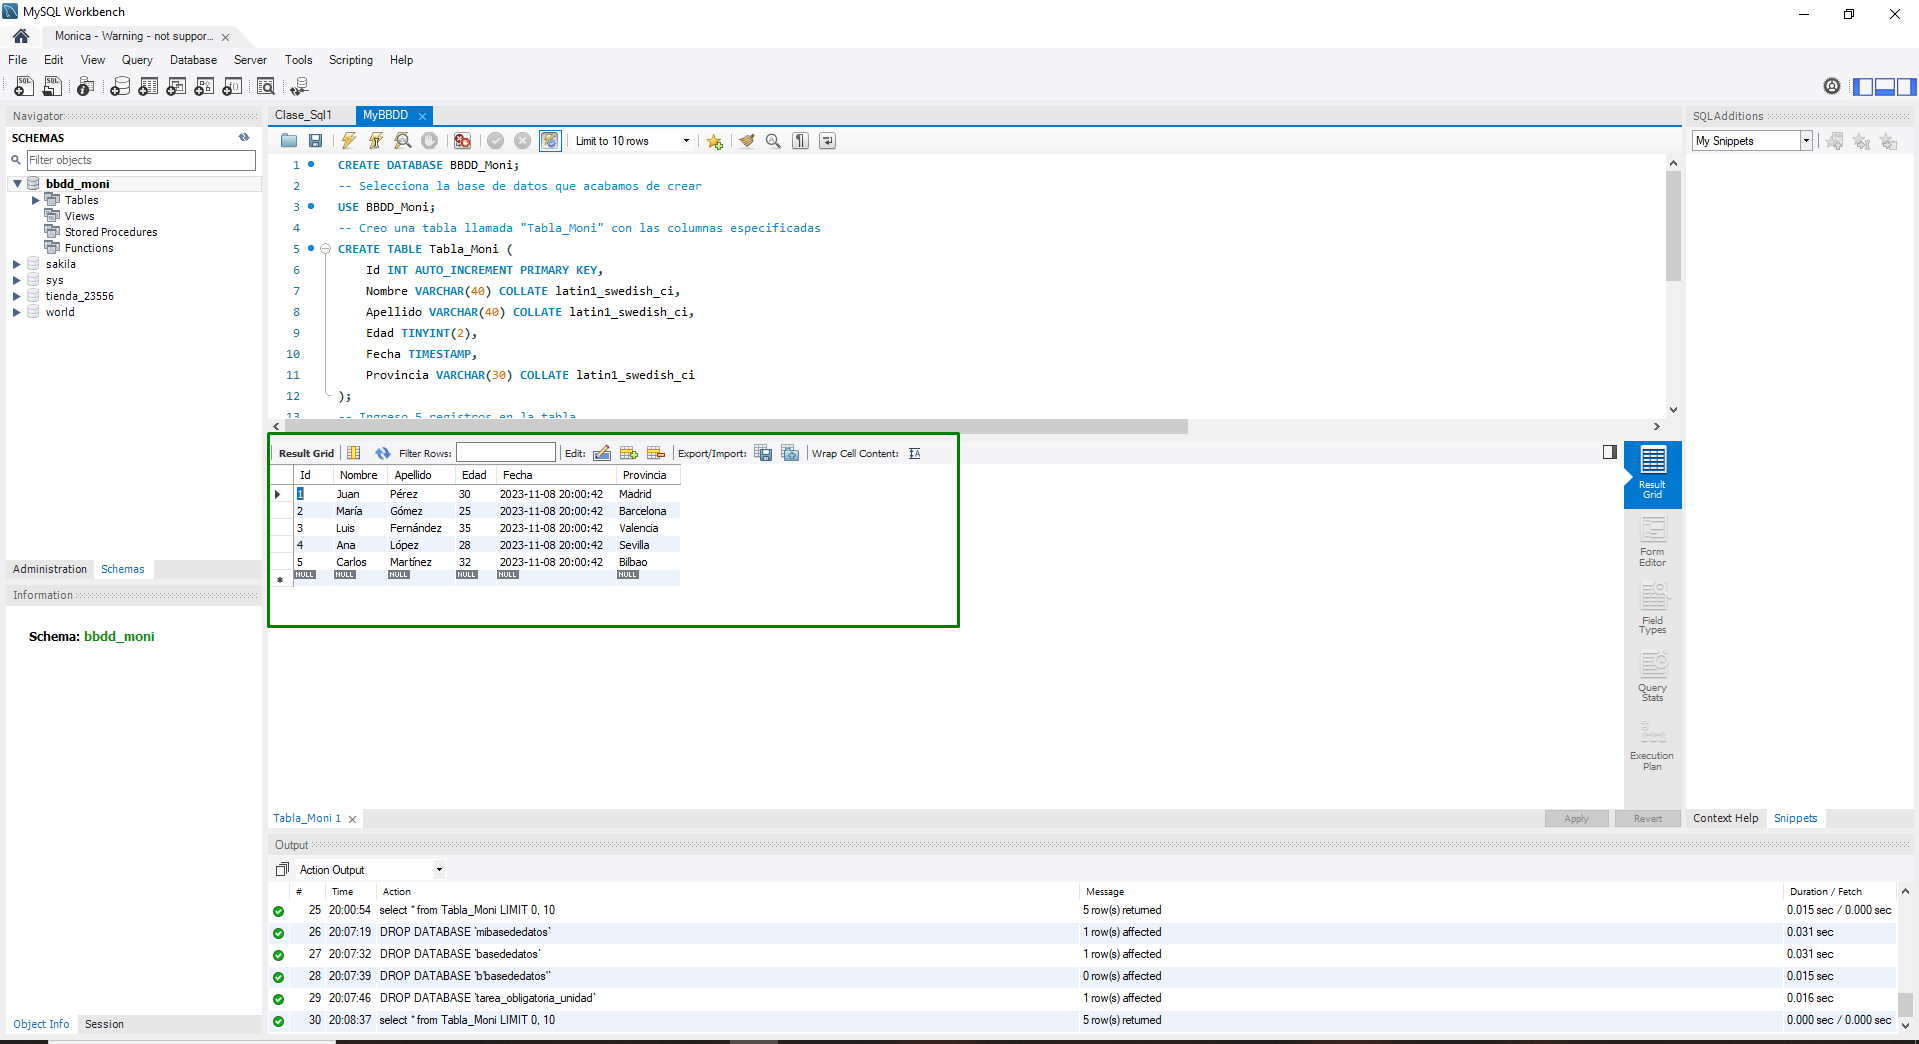 MySQL Workbench
Monica - Warning - not suppor...
File Edit View Query Database Server Tools Scripting Help
Navigator
SCHEMAS
Filter objects
bbdd_moni
Tables
Views
Stored Procedures
Functions
sakila
sys
tienda_23556
world
Administration Schemas
Information
Schema: bbdd_moni
Object Info Session
Clase_Sql1 MyBBDD
Limit to 10 rows
1 CREATE DATABASE BBDD_Moni;
2 -- Selecciona la base de datos que acabamos de crear
3 USE BBDD_Moni;
4 -- Creo una tabla llamada "Tabla_Moni" con las columnas especificadas
5 CREATE TABLE Tabla_Moni (
6 Id INT AUTO_INCREMENT PRIMARY KEY,
7 Nombre VARCHAR(40) COLLATE latin1_swedish_ci,
8 Apellido VARCHAR(40) COLLATE latin1_swedish_ci,
9 Edad TINYINT(2),
10 Fecha TIMESTAMP,
11 Provincia VARCHAR(30) COLLATE latin1_swedish_ci
12 );
13 -- Ingreso 5 registros en la tabla
Result Grid Filter Rows: Edit: Export/Import: Wrap Cell Content:
Id Nombre Apellido Edad Fecha Provincia
1 Juan Pérez 30 2023-11-08 20:00:42 Madrid
2 María Gómez 25 2023-11-08 20:00:42 Barcelona
3 Luis Fernández 35 2023-11-08 20:00:42 Valencia
4 Ana López 28 2023-11-08 20:00:42 Sevilla
5 Carlos Martínez 32 2023-11-08 20:00:42 Bilbao
NULL NULL NULL NULL NULL NULL
Result
Grid
Form
Editor
Field
Types
Query
Stats
Execution
Plan
Tabla_Moni 1
Apply Revert
Output
Action Output
# Time Action Message Duration / Fetch
25 20:00:54 select * from Tabla_Moni LIMIT 0, 10 5 row(s) returned 0.015 sec / 0.000 sec
26 20:07:19 DROP DATABASE `mibasededatos` 1 row(s) affected 0.031 sec
27 20:07:32 DROP DATABASE `basededatos` 1 row(s) affected 0.031 sec
28 20:07:39 DROP DATABASE `b'basededatos'` 0 row(s) affected 0.015 sec
29 20:07:46 DROP DATABASE `tarea_obligatoria_unidad` 1 row(s) affected 0.016 sec
30 20:08:37 select * from Tabla_Moni LIMIT 0, 10 5 row(s) returned 0.000 sec / 0.000 sec
SQLAdditions
My Snippets
Context Help Snippets